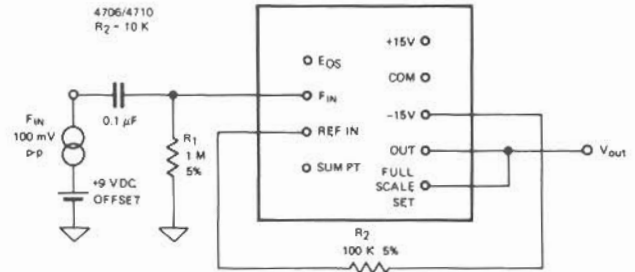 4706/4710
R2 - 10 K
+15V
EOS
COM
FIN
FIN
100 mV
p-p
0.1 µF
-15V
R1
1 M
5%
REF IN
OUT
Vout
SUM PT
FULL
SCALE
SET
+9 VDC
OFFSET
R2
100 K 5%